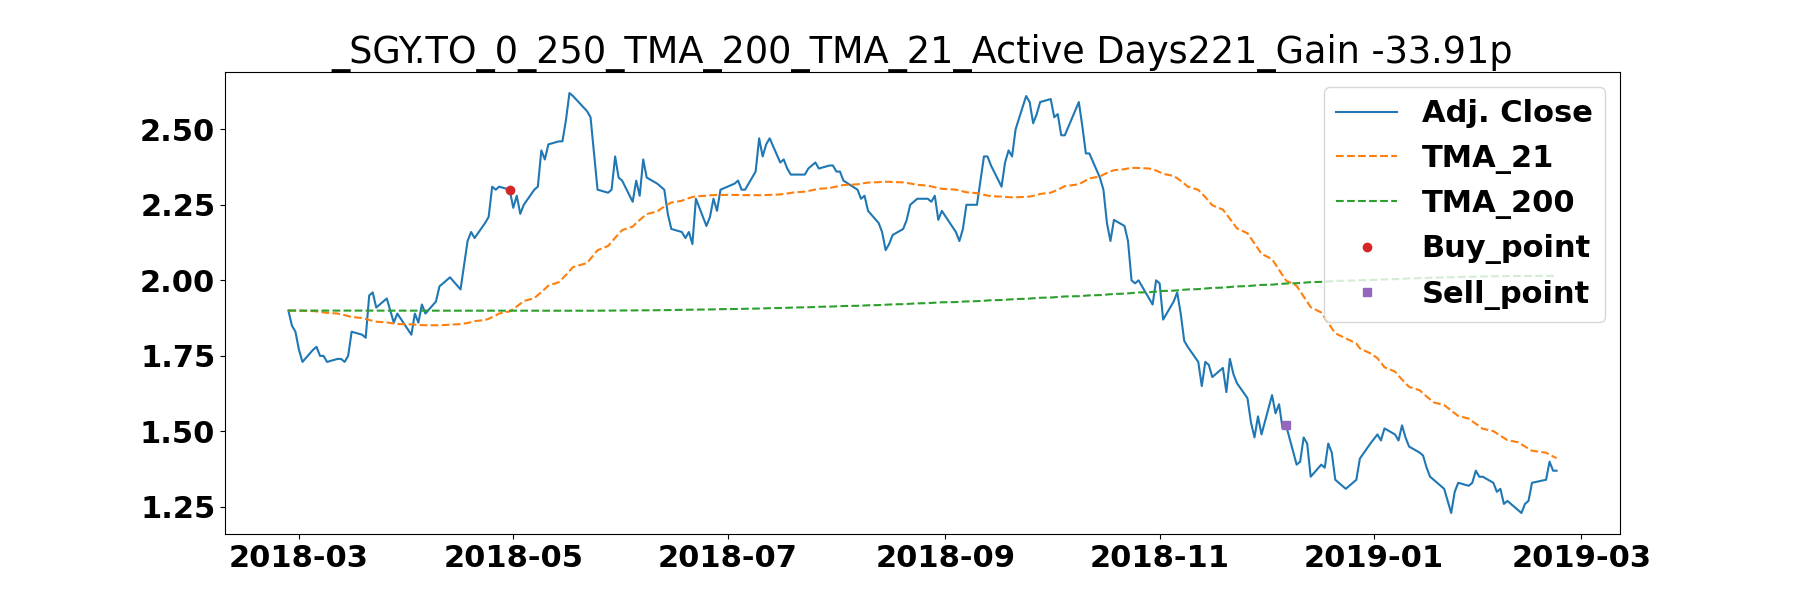 _SGY.TO_0_250_TMA_200_TMA_21_Active Days221_Gain -33.91p
Adj. Close
TMA_21
TMA_200
Buy_point
Sell_point
2.50
2.25
2.00
1.75
1.50
1.25
2018-03 2018-05 2018-07 2018-09 2018-11 2019-01 2019-03